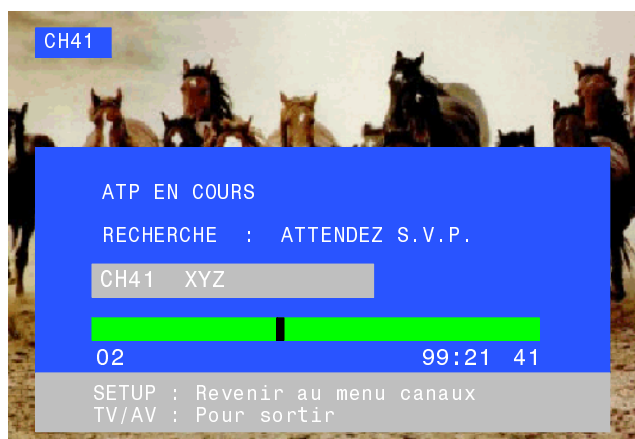 CH41
ATP EN COURS
RECHERCHE : ATTENDEZ S.V.P.
CH41 XYZ
02 99:21 41
SETUP : Revenir au menu canaux
TV/AV : Pour sortir